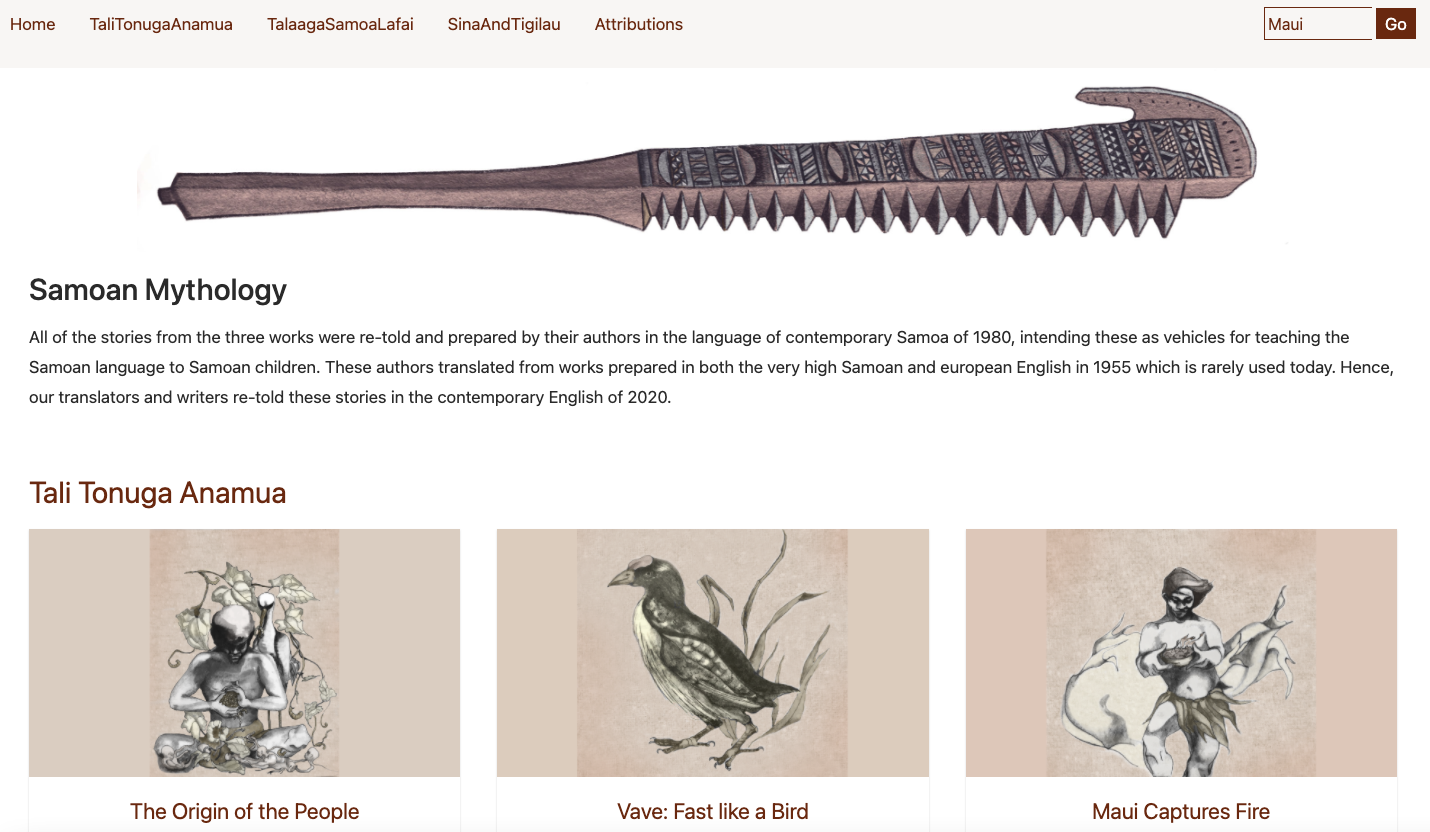 Home TaliTonugaAnamua TalaagaSamoaLafai SinaAndTigilau Attributions Maui Go
Samoan Mythology
All of the stories from the three works were re-told and prepared by their authors in the language of contemporary Samoa of 1980, intending these as vehicles for teaching the
Samoan language to Samoan children. These authors translated from works prepared in both the very high Samoan and european English in 1955 which is rarely used today. Hence,
our translators and writers re-told these stories in the contemporary English of 2020.
Tali Tonuga Anamua
The Origin of the People Vave: Fast like a Bird Maui Captures Fire